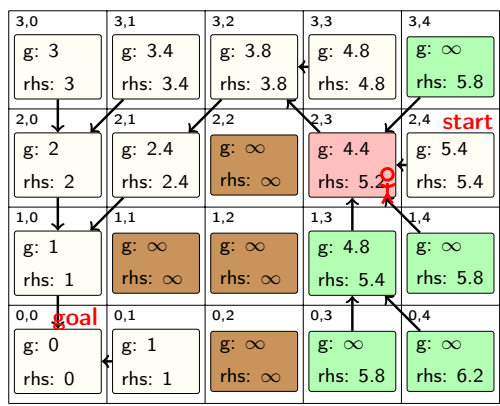 3,0 3,1 3,2 3,3 3,4
g: 3 g: 3.4 g: 3.8 g: 4.8 g: ∞
rhs: 3 rhs: 3.4 rhs: 3.8 rhs: 4.8 rhs: 5.8
2,0 2,1 2,2 2,3 2,4 start
g: 2 g: 2.4 g: ∞ g: 4.4 g: 5.4
rhs: 2 rhs: 2.4 rhs: ∞ rhs: 5.2 rhs: 5.4
1,0 1,1 1,2 1,3 1,4
g: 1 g: ∞ g: ∞ g: 4.8 g: ∞
rhs: 1 rhs: ∞ rhs: ∞ rhs: 5.4 rhs: 5.8
0,0 goal 0,1 0,2 0,3 0,4
g: 0 g: 1 g: ∞ g: ∞ g: ∞
rhs: 0 rhs: 1 rhs: ∞ rhs: 5.8 rhs: 6.2